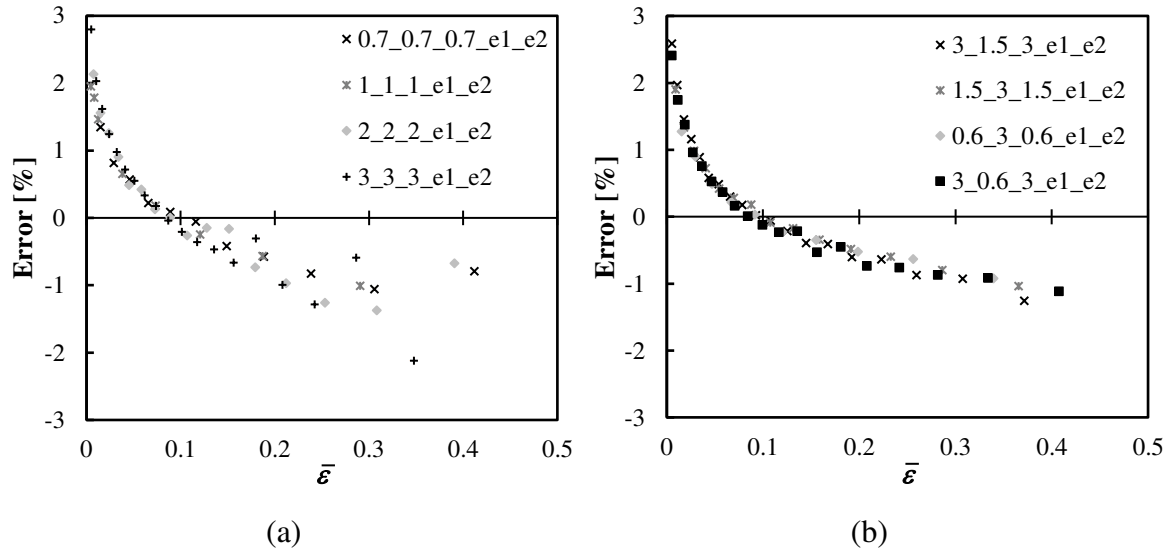 3
2
1
0
-1
-2
-3
Error [%]
0 0.1 0.2 0.3 0.4 0.5
ε̄
0.7_0.7_0.7_e1_e2
1_1_1_e1_e2
2_2_2_e1_e2
3_3_3_e1_e2
(a)
3
2
1
0
-1
-2
-3
Error [%]
0 0.1 0.2 0.3 0.4 0.5
ε̄
3_1.5_3_e1_e2
1.5_3_1.5_e1_e2
0.6_3_0.6_e1_e2
3_0.6_3_e1_e2
(b)